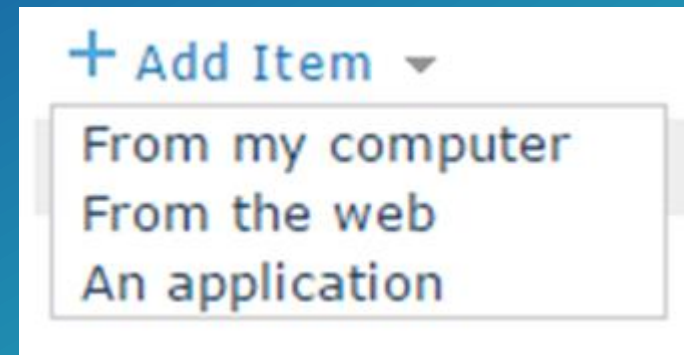 + Add Item
From my computer
From the web
An application